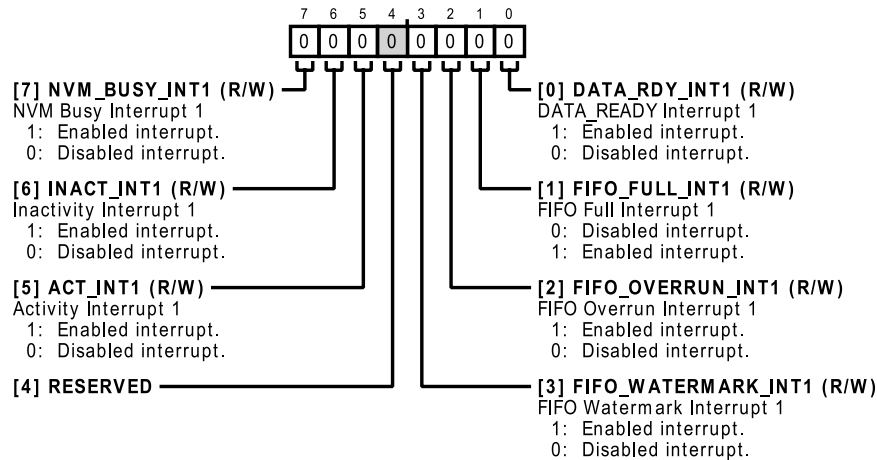 7 6 5 4 3 2 1 0
0 0 0 0 0 0 0 0
[7] NVM_BUSY_INT1 (R/W)
NVM Busy Interrupt 1
1: Enabled interrupt.
0: Disabled interrupt.
[6] INACT_INT1 (R/W)
Inactivity Interrupt 1
1: Enabled interrupt.
0: Disabled interrupt.
[5] ACT_INT1 (R/W)
Activity Interrupt 1
1: Enabled interrupt.
0: Disabled interrupt.
[4] RESERVED
[0] DATA_RDY_INT1 (R/W)
DATA_READY Interrupt 1
1: Enabled interrupt.
0: Disabled interrupt.
[1] FIFO_FULL_INT1 (R/W)
FIFO Full Interrupt 1
0: Disabled interrupt.
1: Enabled interrupt.
[2] FIFO_OVERRUN_INT1 (R/W)
FIFO Overrun Interrupt 1
1: Enabled interrupt.
0: Disabled interrupt.
[3] FIFO_WATERMARK_INT1 (R/W)
FIFO Watermark Interrupt 1
1: Enabled interrupt.
0: Disabled interrupt.